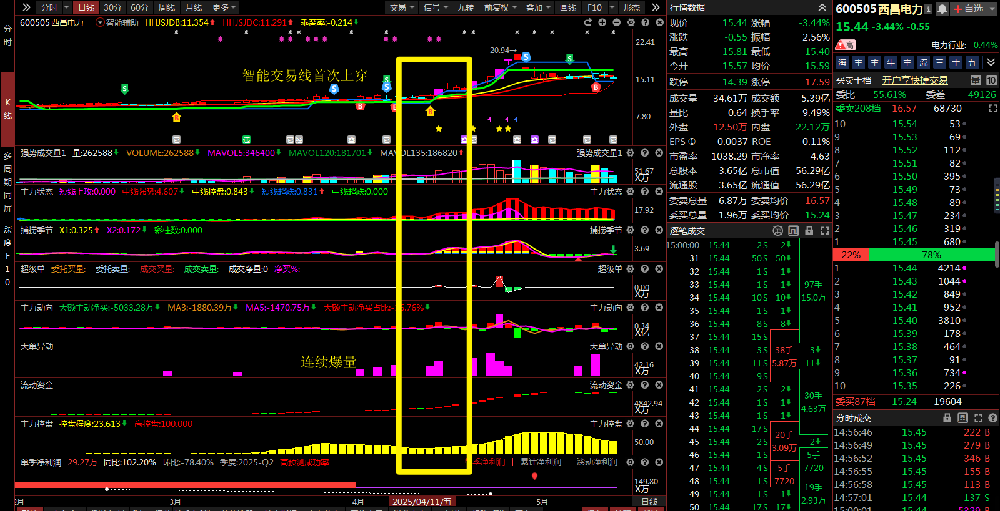 分时 日线 30分 60分 周线 月线 更多
交易 信号 九转 前复权 叠加 画线 F10 形态
600505 西昌电力 智能辅助 HHJSJDB:11.354 HHJSJDC:11.291 乖离率:-0.214
22.41
20.94→
智能交易线首次上穿
15.11
7.80
强势成交量1 量:262588 VOLUME:262588 MAVOL5:346400 MAVOL120:181701 MAVOL135:186820 强势成交量1
51.67
X万
主力状态 短线上攻:0.000 中线强势:4.607 中线控盘:0.843 短线超跌:0.831 中线超跌:0.000 主力状态
17.92
捕捞季节 X1:0.325 X2:0.172 彩柱数:0.000 捕捞季节
3.69
超级单 委托买量:- 委托卖量:- 成交买量:- 成交卖量:- 成交净量:0 净买%:- 超级单
0.00
X万
主力动向 大额主动净买:-5033.28万 MA3:-1880.39万 MA5:-1470.75万 主力动向
0.34
X亿
大单异动 大单异动
连续爆量
42.16
X万
流动资金 流动资金
4842.94
X万
主力控盘 控盘程度:23.613 高控盘:100.000 主力控盘
50.00
单季净利润 29.27万 同比:102.20% 环比:-78.40% 季度:2025-Q2 高预测成功率 单季净利润 累计净利润 滚动净利润
149.80
X万
3月 4月 2025/04/11/五 5月 日线
分时
K线
多周期同屏
深度F10
行情数据
现价 15.44 涨幅 -3.44%
涨跌 -0.55 振幅 2.56%
最高 15.81 最低 15.40
今开 15.57 均价 15.59
跌停 14.39 涨停 17.59
成交量 34.61万 成交额 5.39亿
量比 0.64 换手率 9.49%
外盘 12.50万 内盘 22.12万
EPS ① 0.0037 ROE 0.11%
市盈率 1038.29 市净率 4.63
总股本 3.65亿 总市值 56.29亿
流通股 3.65亿 流通值 56.29亿
委卖总量 6.87万 委卖均价 16.57
委买总量 1.96万 委买均价 15.24
逐笔成交
15:00:00 15.44 2 S 2
31 15.44 50 S 50
32 15.44 1 S 1
33 15.44 1 S 1
34 15.44 10 S 10
35 15.44 1 S 1
36 15.44 8 S 8
37 15.44 15 S
38 15.44 3 S
39 15.44 11 S
40 15.44 9 S
41 15.44 2 S 2
42 15.44 1 S 1
43 15.44 1 S 1
44 15.44 17 S
45 15.44 2 S
46 15.44 1 S
47 15.44 4 S
48 15.44 1 S
49 15.44 1 S 1
50 15.44 17 S 17
38手
5.87万
20手
3.09万
5手
7720
97手
15.0万
3
11
30手
4.63万
2
5手
7720
19手
2.93万
600505 西昌电力 自选
15.44 -3.44% -0.55
高 电力行业: -0.44%
海 主 主 牛 主 流 三 十 五
买卖十档 开户享快捷交易
委比 -55.61% 委差 -49126
委卖208档 16.57 68730
10 15.54 53
9 15.53 69
8 15.52 112
7 15.51 82
6 15.50 395
5 15.49 73
4 15.48 89
3 15.47 234
2 15.46 319
1 15.45 680
22% 78%
1 15.44 4214
2 15.43 1044
3 15.42 849
4 15.41 952
5 15.40 3810
6 15.39 178
7 15.38 464
8 15.37 91
9 15.36 734
10 15.35 226
委买87档 15.24 19604
分时成交
14:56:46 15.45 222 B
14:56:49 15.45 279 B
14:56:52 15.45 346 B
14:56:55 15.45 155 B
14:56:58 15.45 113 B
14:57:01 15.44 137 S